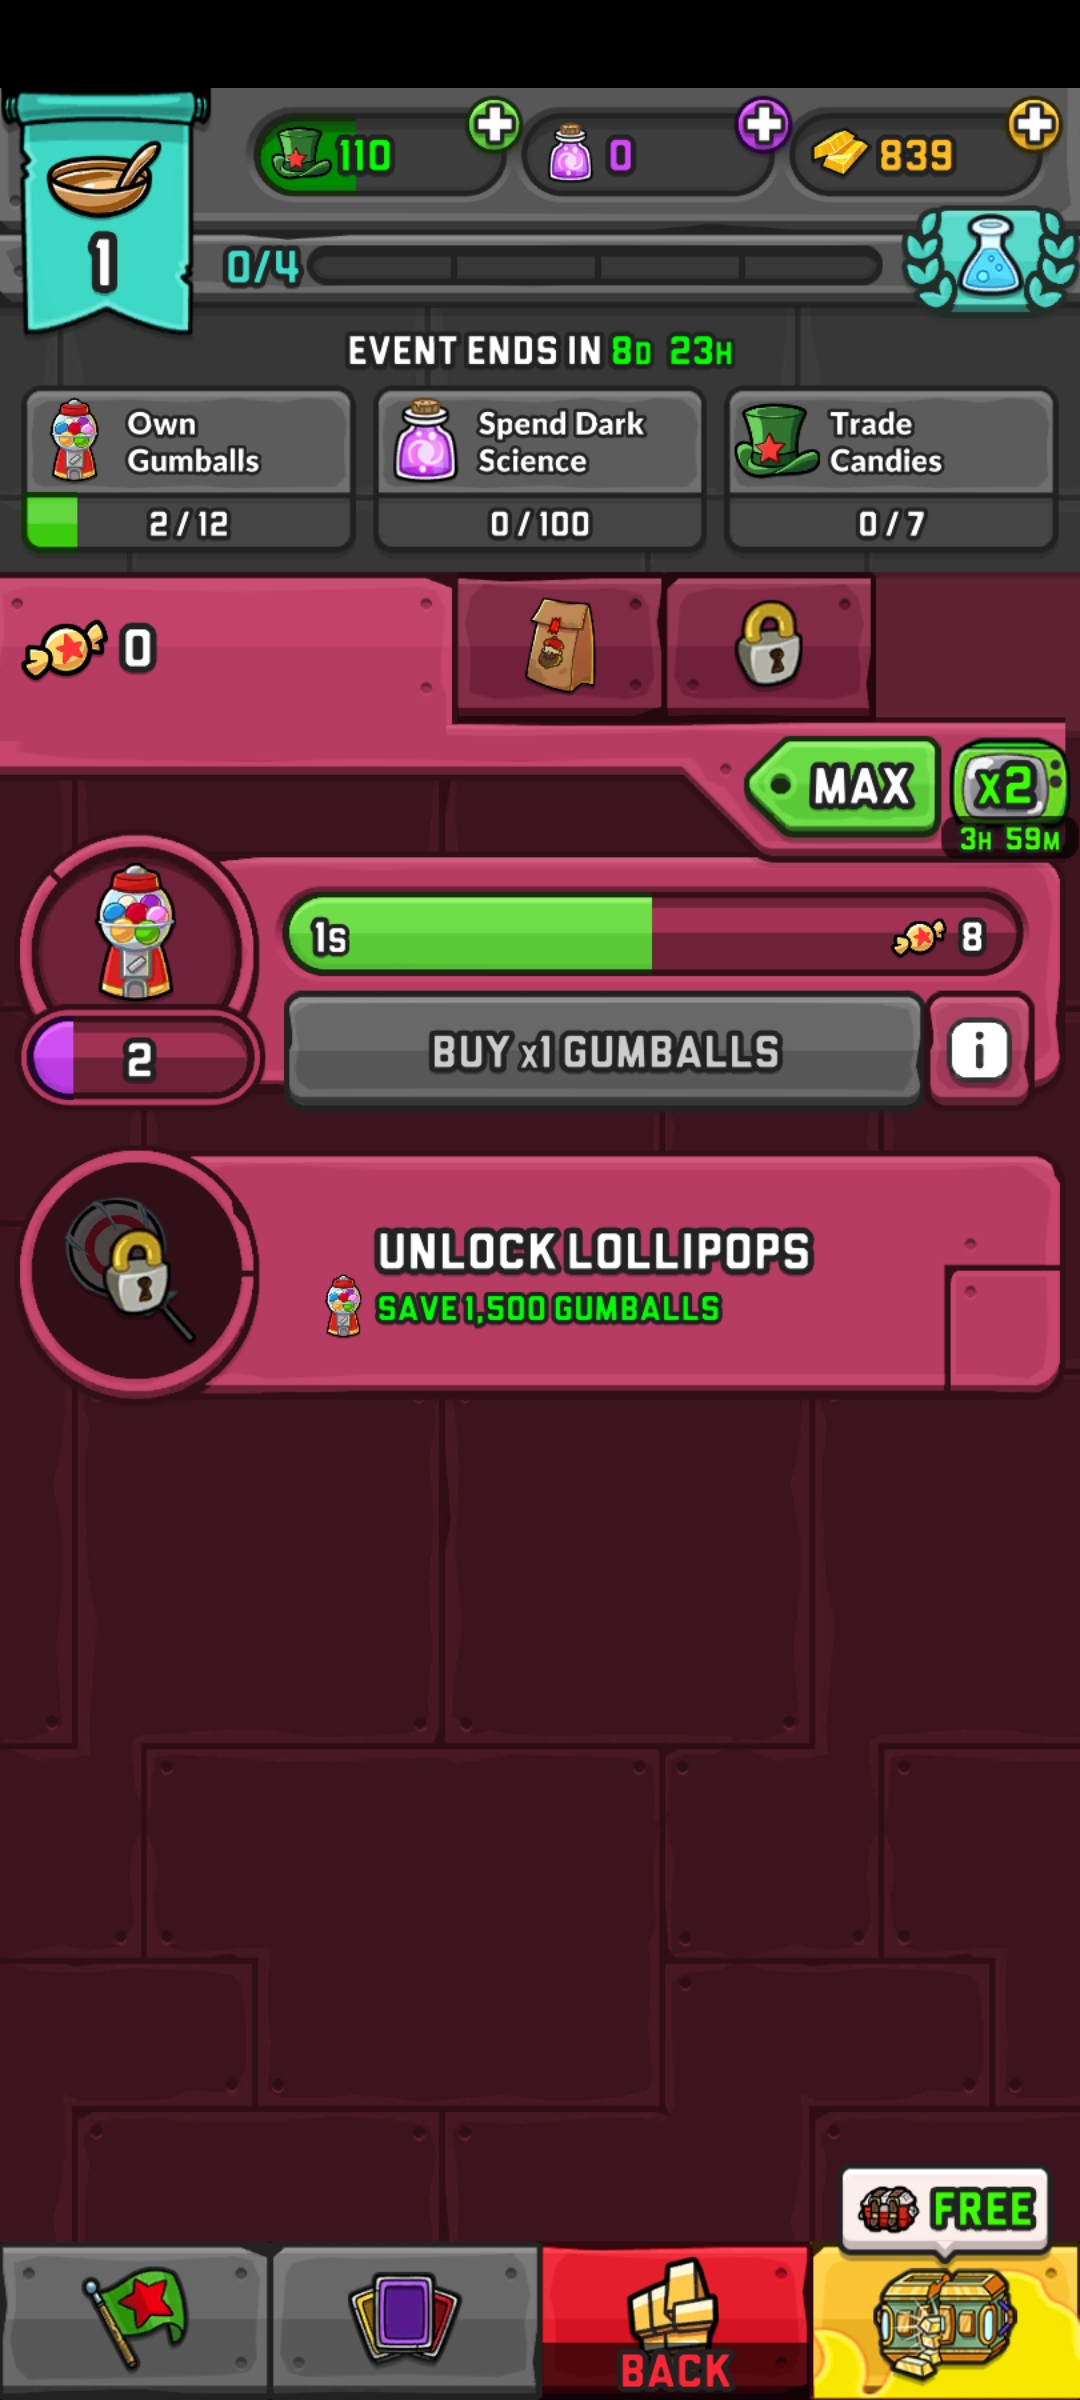 110
0
839
1
0/4
EVENT ENDS IN 8D 23H
Own
Gumballs
2/12
Spend Dark
Science
0/100
Trade
Candies
0/7
0
MAX
x2
3H 59M
1s
8
2
BUY x1 GUMBALLS
i
UNLOCK LOLLIPOPS
SAVE 1,500 GUMBALLS
FREE
BACK